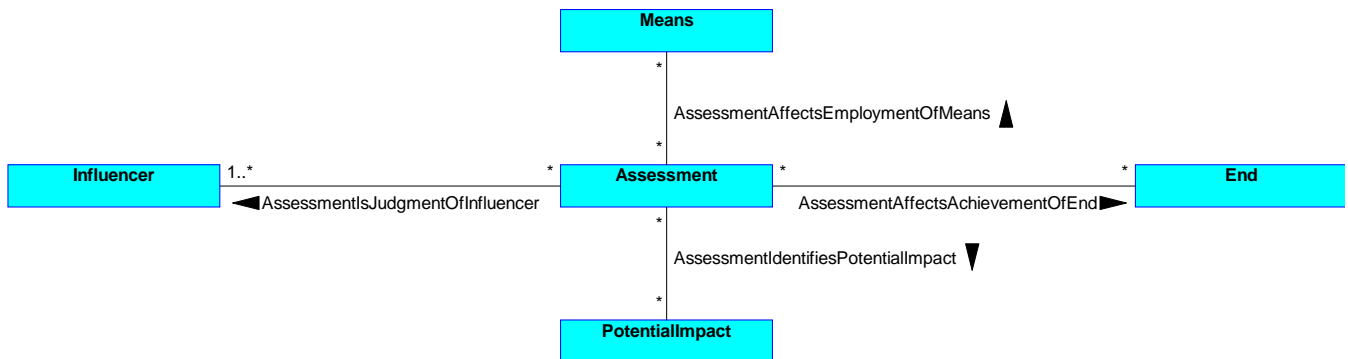 Means
*
AssessmentAffectsEmploymentOfMeans
*
Influencer
1..*
*
Assessment
*
*
End
AssessmentIsJudgmentOfInfluencer
AssessmentAffectsAchievementOfEnd
*
AssessmentIdentifiesPotentialImpact
*
PotentialImpact